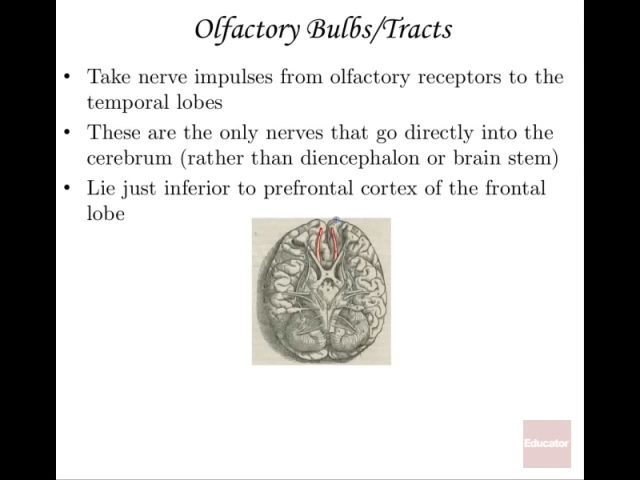 Olfactory Bulbs/Tracts
• Take nerve impulses from olfactory receptors to the
temporal lobes
• These are the only nerves that go directly into the
cerebrum (rather than diencephalon or brain stem)
• Lie just inferior to prefrontal cortex of the frontal
lobe
Educator